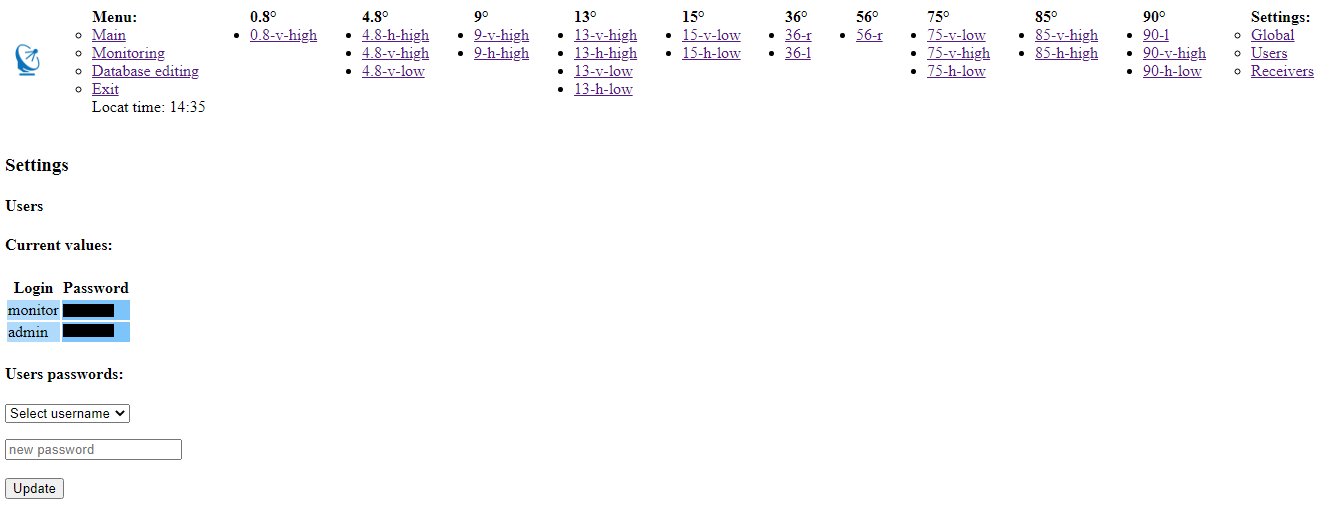 Menu:
Main
Monitoring
Database editing
Exit
Locat time: 14:35
0.8°
0.8-v-high
4.8°
4.8-h-high
4.8-v-high
4.8-v-low
9°
9-v-high
9-h-high
13°
13-v-high
13-h-high
13-v-low
13-h-low
15°
15-v-low
15-h-low
36°
36-r
36-l
56°
56-r
75°
75-v-low
75-v-high
75-h-low
85°
85-v-high
85-h-high
90°
90-l
90-v-high
90-h-low
Settings:
Global
Users
Receivers
Settings
Users
Current values:
Login Password
monitor
admin
Users passwords:
Select username
new password
Update